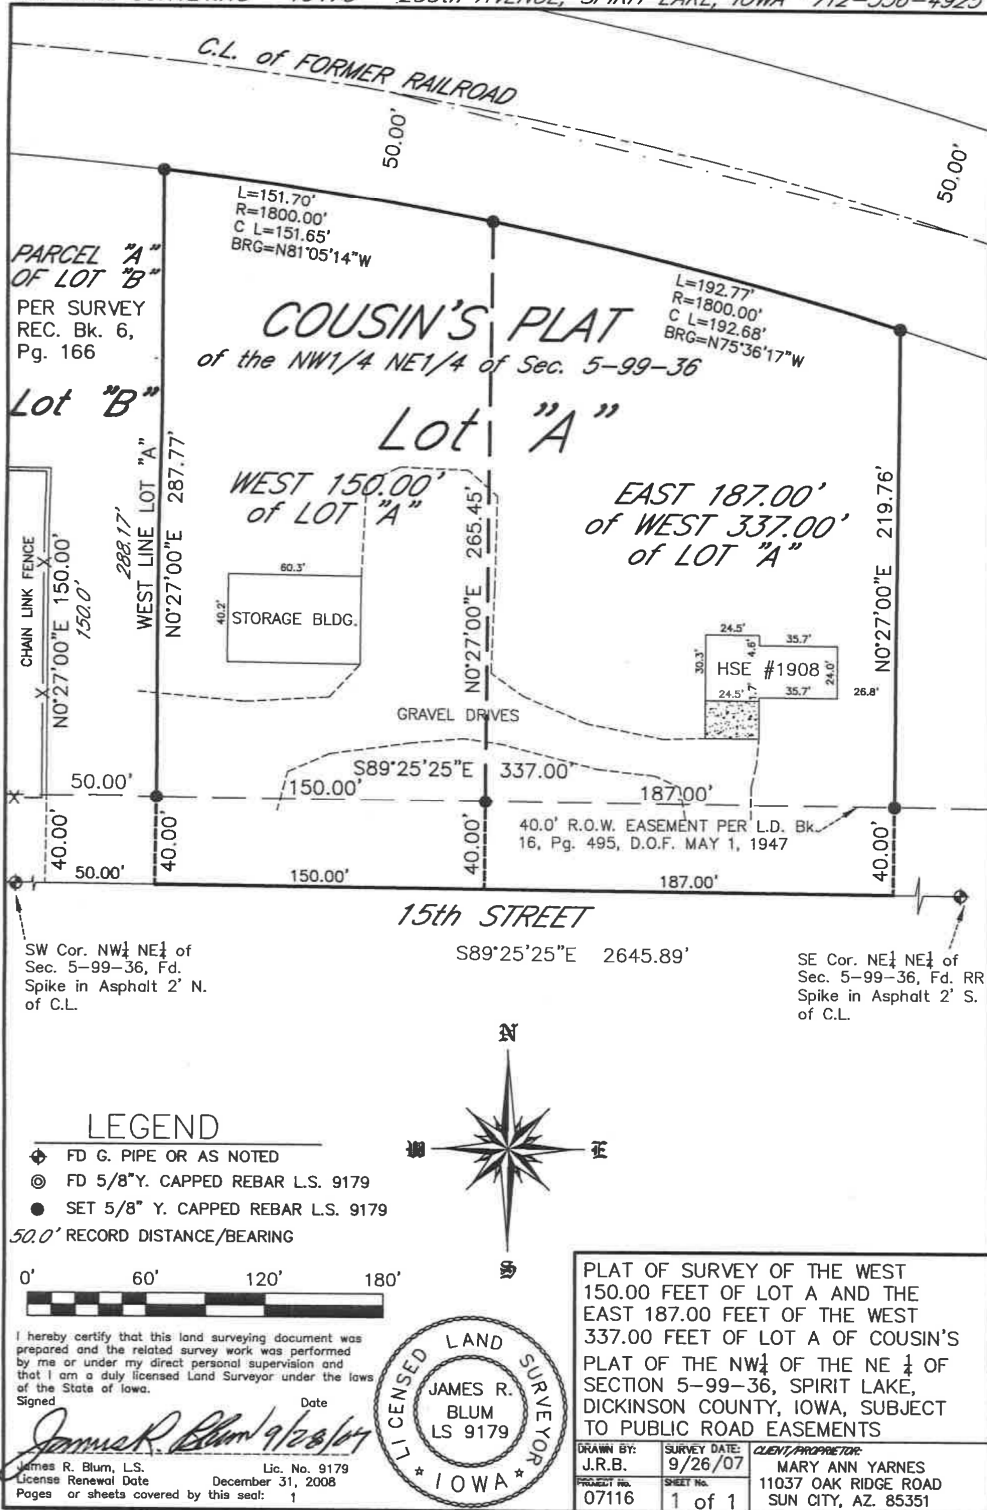 2-336-4925
C.L. of FORMER RAILROAD
50.00'
50.00'
L=151.70'
R=1800.00'
C L=151.65'
BRG=N81°05'14"W
PARCEL "A"
OF LOT "B"
PER SURVEY
REC. Bk. 6,
Pg. 166
L=192.77'
R=1800.00'
C L=192.68'
BRG=N75°36'17"W
COUSIN'S PLAT
of the NW1/4 NE1/4 of Sec. 5-99-36
Lot "B"
Lot "A"
WEST LINE LOT "A"
288.17'
N0°27'00"E 287.77'
WEST 150.00'
of LOT "A"
N0°27'00"E 265.45'
EAST 187.00'
of WEST 337.00'
of LOT "A"
N0°27'00"E 219.76'
CHAIN LINK FENCE
N0°27'00"E 150.00'
150.0'
60.3'
40.2'
STORAGE BLDG.
24.5'
4.6'
35.7'
30.3'
HSE #1908
24.0'
24.5'
1.7'
35.7'
26.8'
GRAVEL DRIVES
S89°25'25"E 337.00'
50.00'
150.00'
187.00'
40.00'
40.00'
40.00'
40.00'
40.0' R.O.W. EASEMENT PER L.D. Bk.
16, Pg. 495, D.O.F. MAY 1, 1947
50.00'
150.00'
187.00'
15th STREET
S89°25'25"E 2645.89'
SW Cor. NW¼ NE¼ of
Sec. 5-99-36, Fd.
Spike in Asphalt 2' N.
of C.L.
SE Cor. NE¼ NE¼ of
Sec. 5-99-36, Fd. RR
Spike in Asphalt 2' S.
of C.L.
N
W
E
S
LEGEND
FD G. PIPE OR AS NOTED
FD 5/8"Y. CAPPED REBAR L.S. 9179
SET 5/8" Y. CAPPED REBAR L.S. 9179
50.0' RECORD DISTANCE/BEARING
0' 60' 120' 180'
I hereby certify that this land surveying document was
prepared and the related survey work was performed
by me or under my direct personal supervision and
that I am a duly licensed Land Surveyor under the laws
of the State of Iowa.
Signed Date
James R. Blum 9/28/07
James R. Blum, L.S. Lic. No. 9179
License Renewal Date December 31, 2008
Pages or sheets covered by this seal: 1
LICENSED LAND SURVEYOR
JAMES R.
BLUM
LS 9179
IOWA
PLAT OF SURVEY OF THE WEST
150.00 FEET OF LOT A AND THE
EAST 187.00 FEET OF THE WEST
337.00 FEET OF LOT A OF COUSIN'S
PLAT OF THE NW¼ OF THE NE ¼ OF
SECTION 5-99-36, SPIRIT LAKE,
DICKINSON COUNTY, IOWA, SUBJECT
TO PUBLIC ROAD EASEMENTS
DRAWN BY:
J.R.B.
SURVEY DATE:
9/26/07
CLIENT/PROPRIETOR:
MARY ANN YARNES
11037 OAK RIDGE ROAD
SUN CITY, AZ. 85351
PROJECT No.
07116
SHEET No.
1 of 1